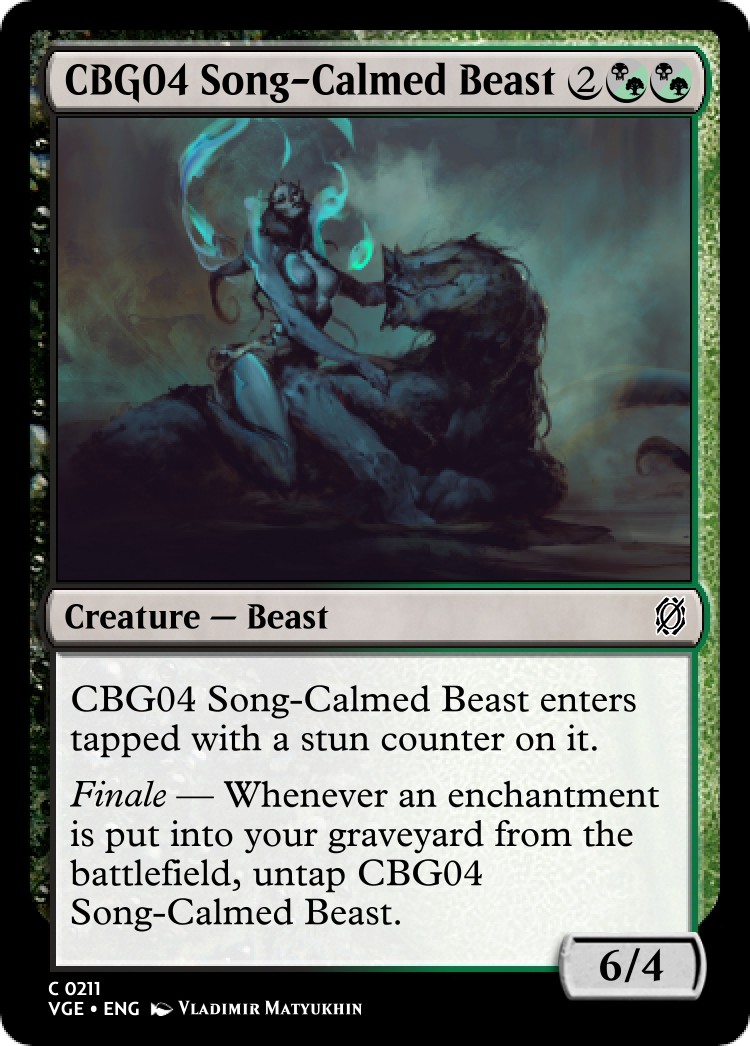 CBG04 Song-Calmed Beast 2
Creature — Beast
CBG04 Song-Calmed Beast enters
tapped with a stun counter on it.
Finale — Whenever an enchantment
is put into your graveyard from the
battlefield, untap CBG04
Song-Calmed Beast.
6/4
C 0211
VGE • ENG Vladimir Matyukhin